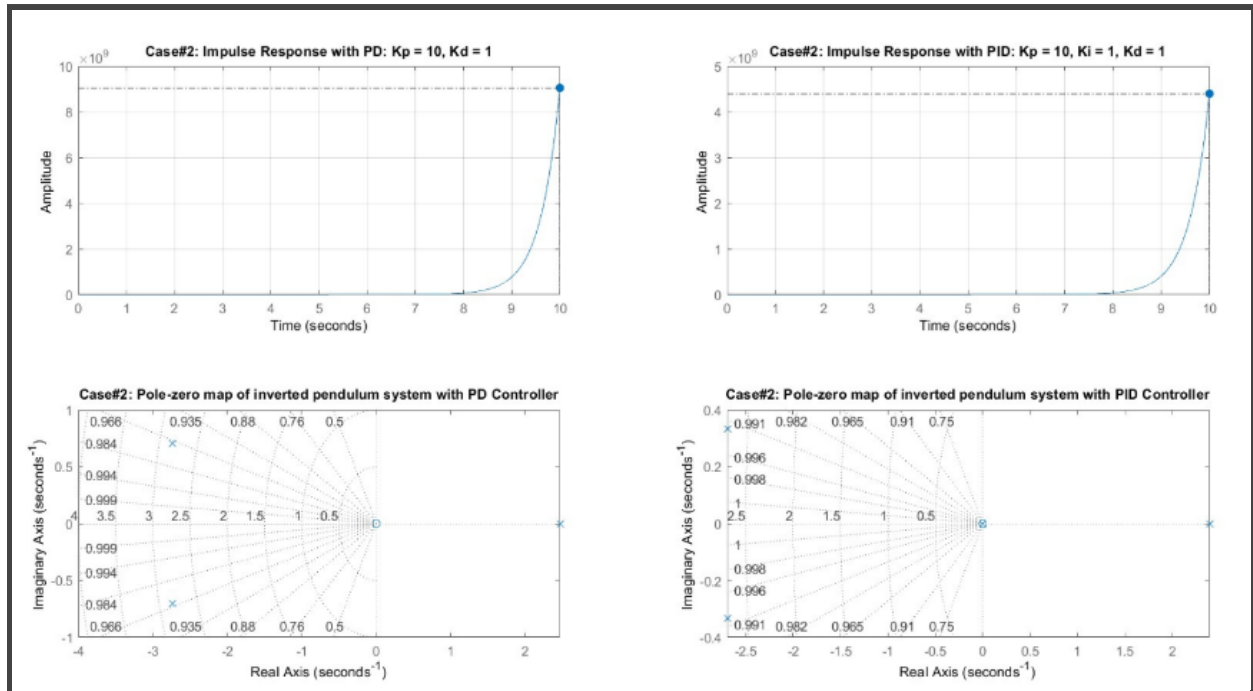 Case#2: Impulse Response with PD: Kp = 10, Kd = 1
×10⁹
10
8
6
4
2
0
Amplitude
0 1 2 3 4 5 6 7 8 9 10
Time (seconds)
Case#2: Impulse Response with PID: Kp = 10, Ki = 1, Kd = 1
×10⁹
5
4
3
2
1
0
Amplitude
0 1 2 3 4 5 6 7 8 9 10
Time (seconds)
Case#2: Pole-zero map of inverted pendulum system with PD Controller
1
0.5
0
-0.5
-1
Imaginary Axis (seconds⁻¹)
0.966 0.935 0.88 0.76 0.5
0.984
0.994
0.999
4 3.5 3 2.5 2 1.5 1 0.5
0.999
0.994
0.984
0.966 0.935 0.88 0.76 0.5
-4 -3 -2 -1 0 1 2
Real Axis (seconds⁻¹)
Case#2: Pole-zero map of inverted pendulum system with PID Controller
0.4
0.2
0
-0.2
-0.4
Imaginary Axis (seconds⁻¹)
0.991 0.982 0.965 0.91 0.75
0.996
0.998
1
2.5 2 1.5 1 0.5
1
0.998
0.996
0.991 0.982 0.965 0.91 0.75
-2.5 -2 -1.5 -1 -0.5 0 0.5 1 1.5 2
Real Axis (seconds⁻¹)